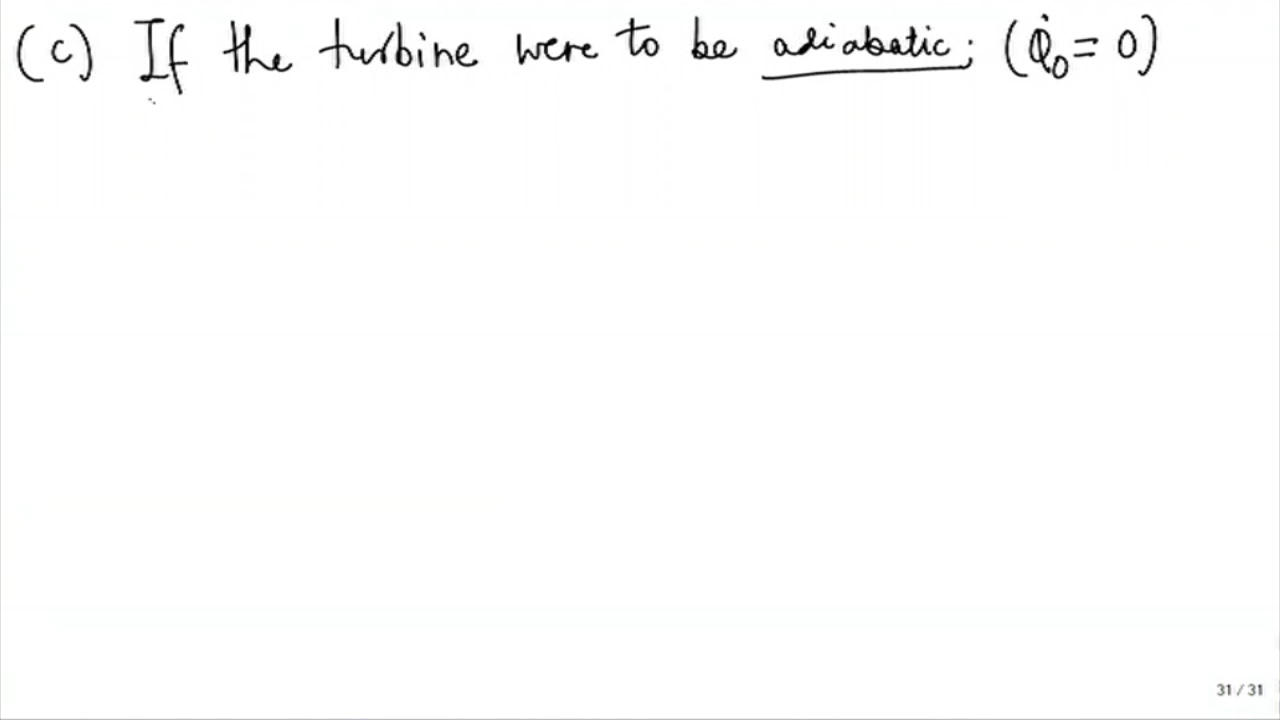 (c) If the turbine were to be adiabatic; (Q̇₀ = 0)
31 / 31